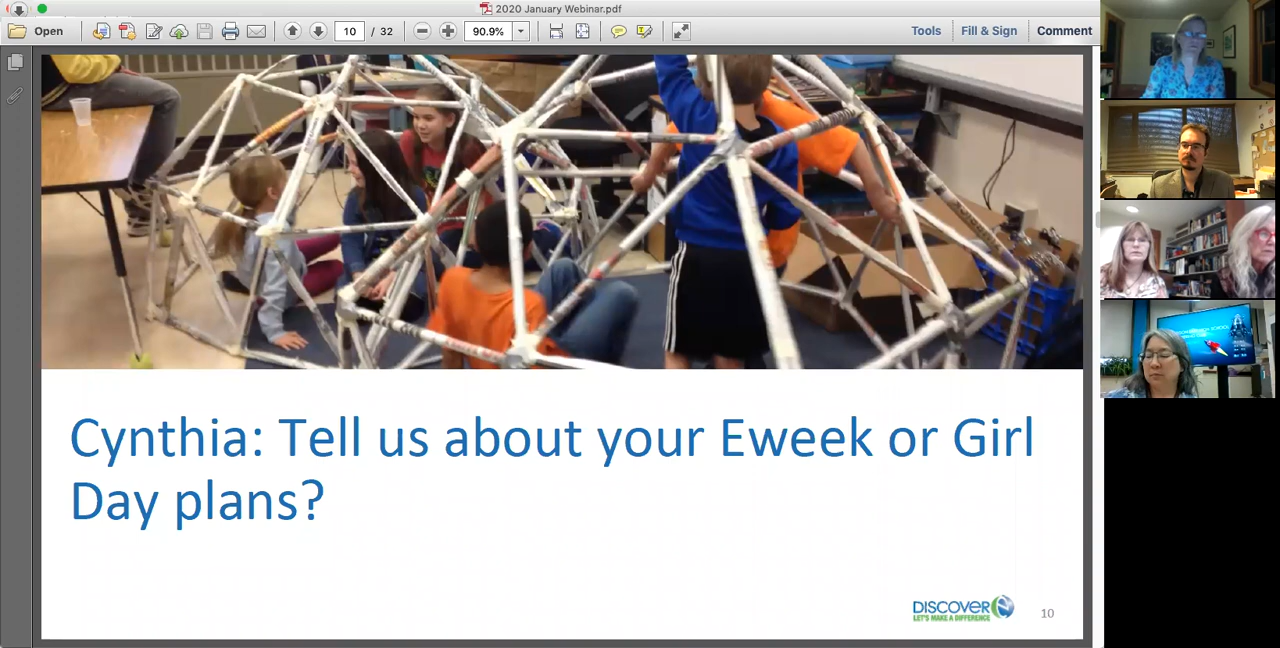 2020 January Webinar.pdf
Open
10 / 32
90.9%
Tools
Fill & Sign
Comment
Cynthia: Tell us about your Eweek or Girl
Day plans?
DISCOVER
LET'S MAKE A DIFFERENCE
10